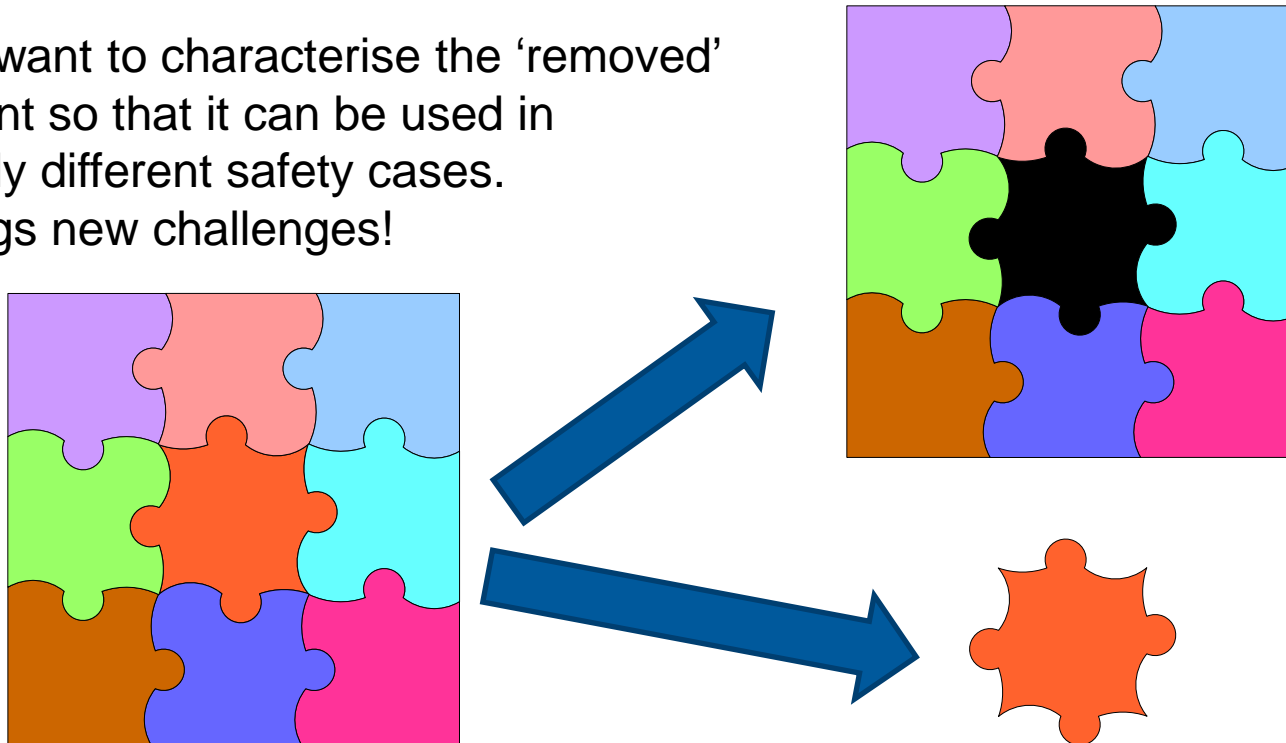 want to characterise the ‘removed’
nt so that it can be used in
ly different safety cases.
gs new challenges!